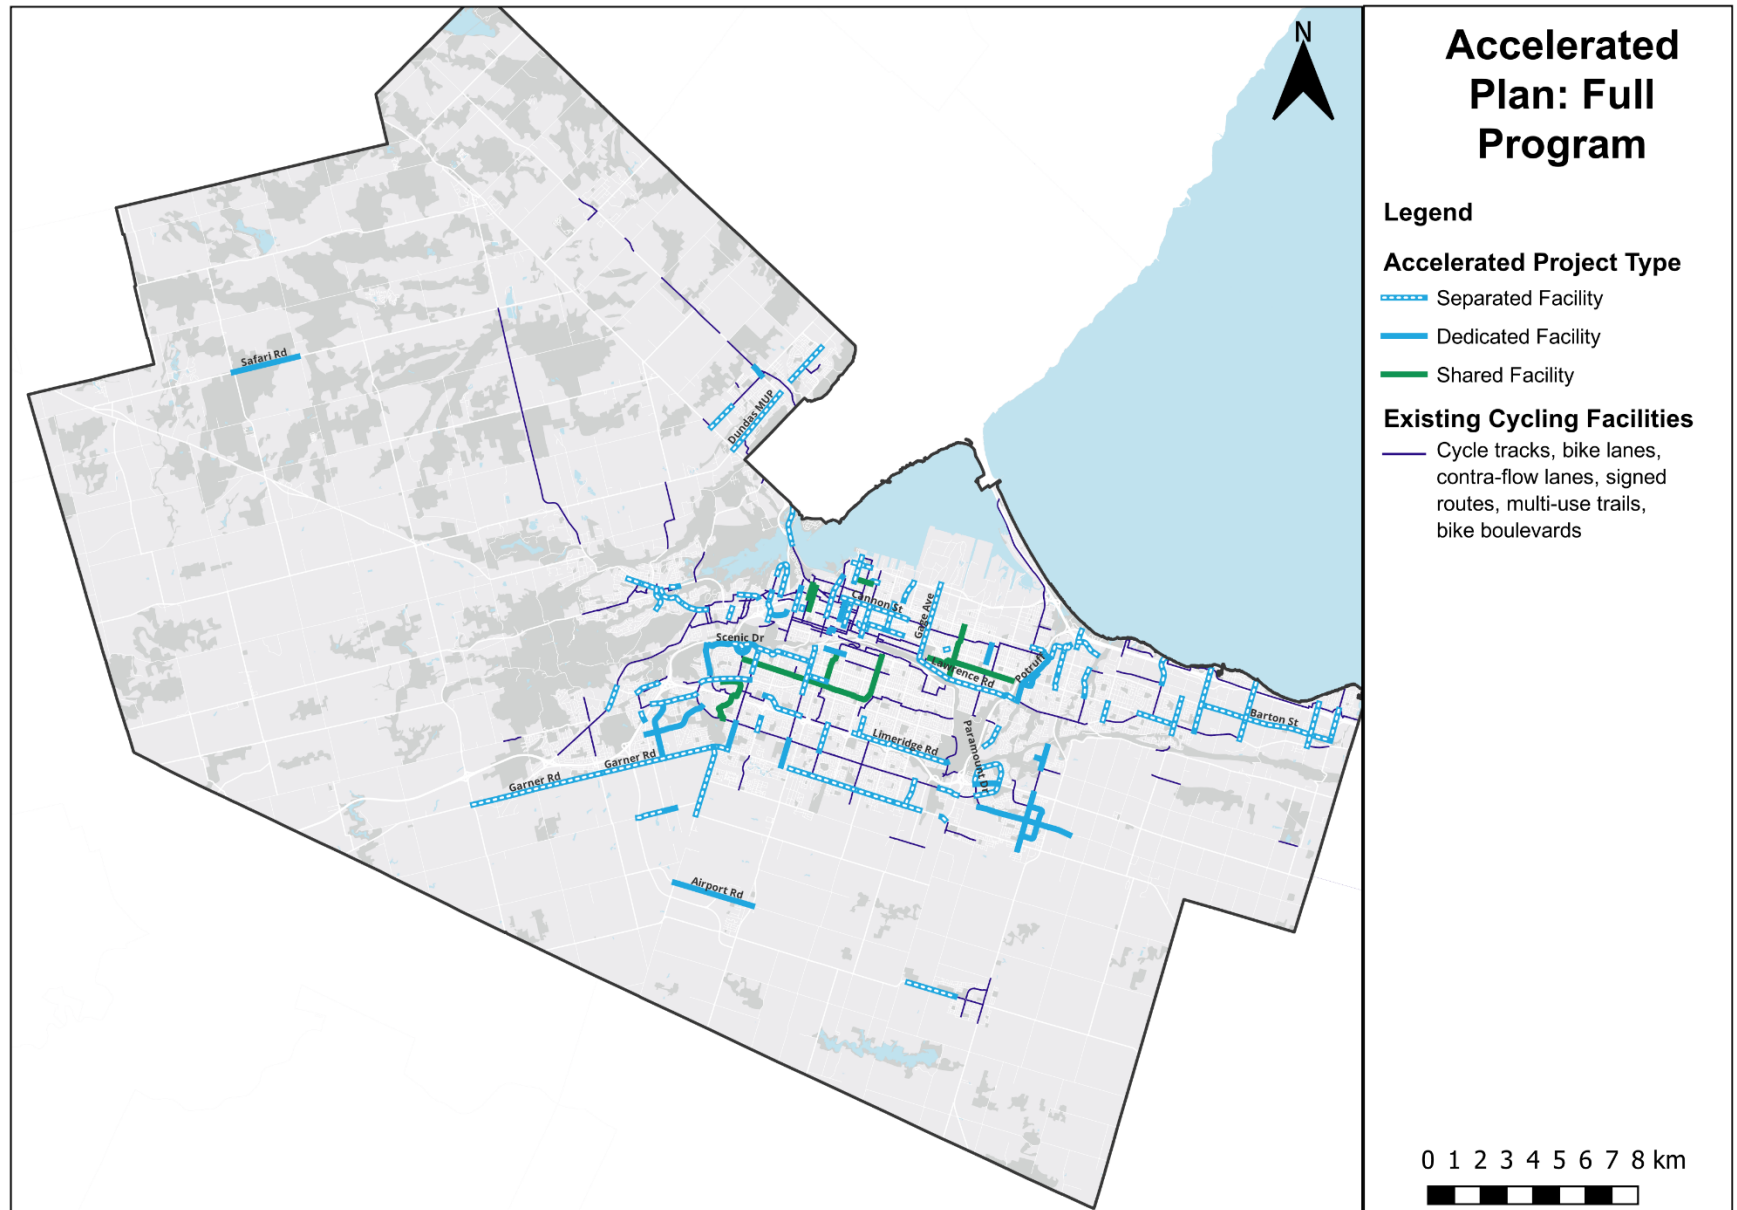 N
Accelerated
Plan: Full
Program
Legend
Accelerated Project Type
Separated Facility
Dedicated Facility
Shared Facility
Existing Cycling Facilities
Cycle tracks, bike lanes,
contra-flow lanes, signed
routes, multi-use trails,
bike boulevards
Safari Rd
Dundas MUP
Cannon St
Gage Ave
Scenic Dr
Lawrence Rd
Potruff
Barton St
Limeridge Rd
Paramount Dr
Garner Rd
Garner Rd
Airport Rd
0 1 2 3 4 5 6 7 8 km